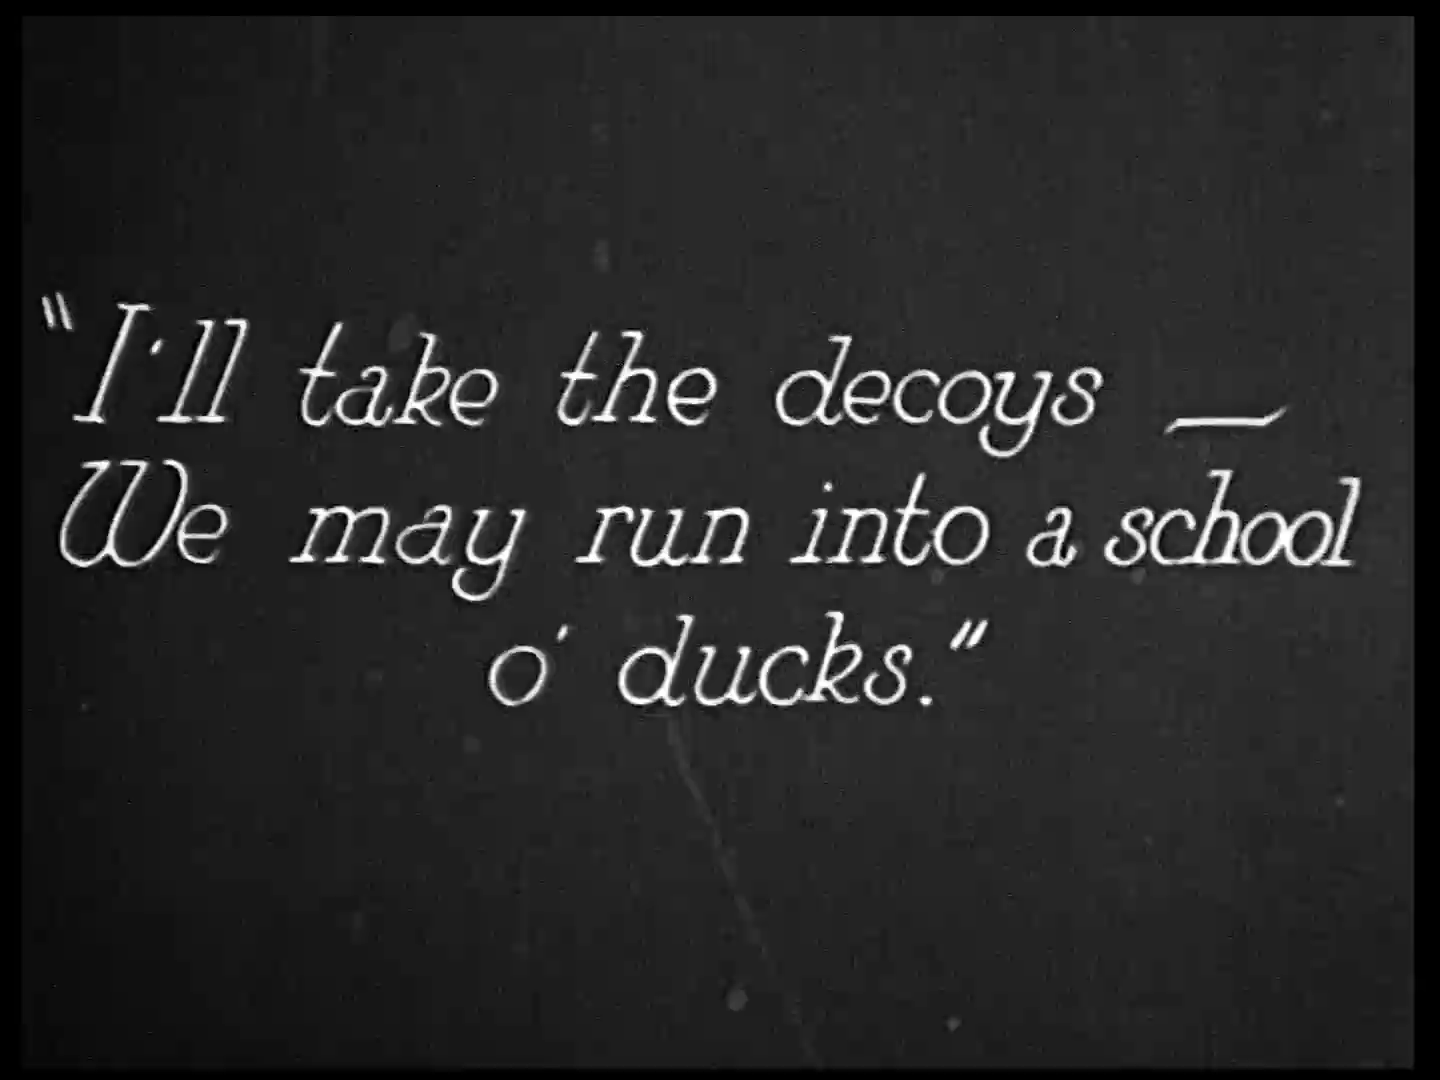 "I'll take the decoys —
We may run into a school
o' ducks."